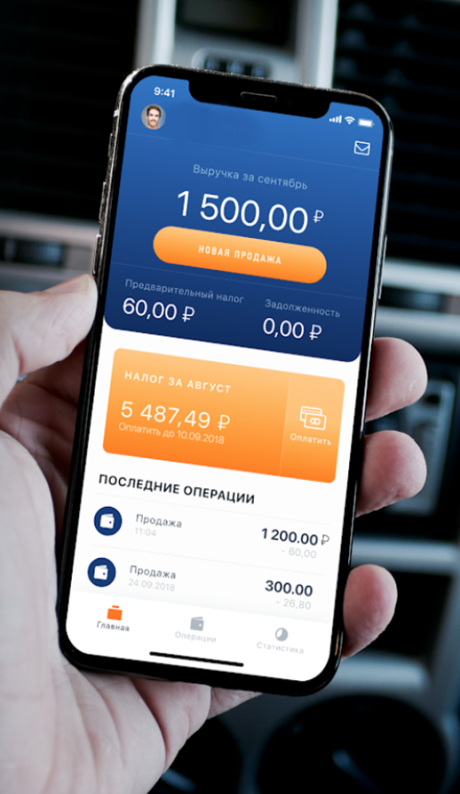 9:41
Выручка за сентябрь
1 500,00 ₽
НОВАЯ ПРОДАЖА
Предварительный налог
60,00 ₽
Задолженность
0,00 ₽
НАЛОГ ЗА АВГУСТ
5 487,49 ₽
Оплатить до 10.09.2018
Оплатить
ПОСЛЕДНИЕ ОПЕРАЦИИ
Продажа
11:04
1 200.00 ₽
- 60,00
Продажа
24.09.2018
300.00
- 26,80
Главная
Операции
Статистика